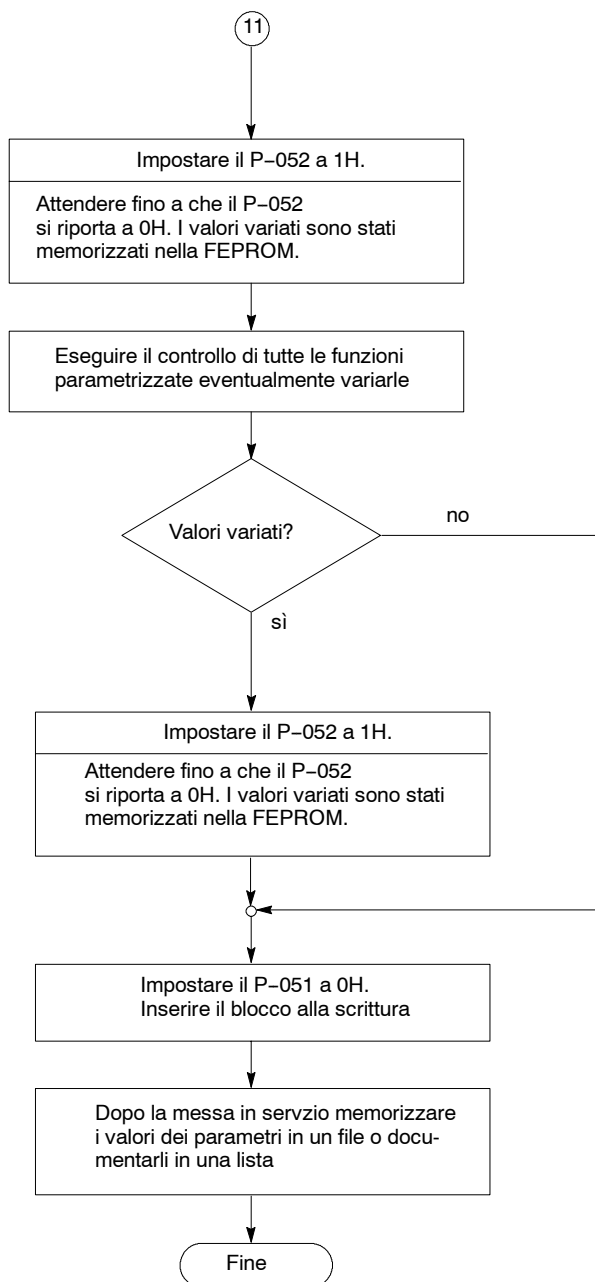 11
Impostare il P−052 a 1H.
Attendere fino a che il P−052
si riporta a 0H. I valori variati sono stati
memorizzati nella FEPROM.
Eseguire il controllo di tutte le funzioni
parametrizzate eventualmente variarle
Valori variati?
no
sì
Impostare il P−052 a 1H.
Attendere fino a che il P−052
si riporta a 0H. I valori variati sono stati
memorizzati nella FEPROM.
Impostare il P−051 a 0H.
Inserire il blocco alla scrittura
Dopo la messa in servzio memorizzare
i valori dei parametri in un file o docu-
mentarli in una lista
Fine